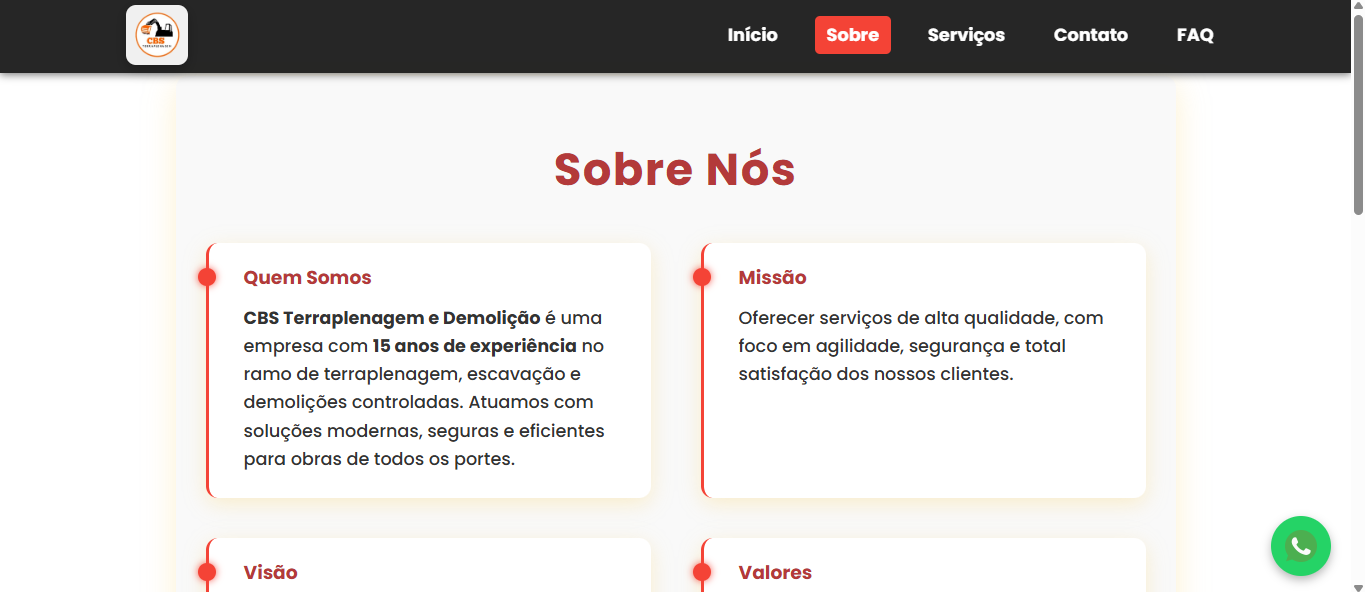 CBS
TERRAPLENAGEM
Início
Sobre
Serviços
Contato
FAQ
Sobre Nós
Quem Somos
CBS Terraplenagem e Demolição é uma
empresa com 15 anos de experiência no
ramo de terraplenagem, escavação e
demolições controladas. Atuamos com
soluções modernas, seguras e eficientes
para obras de todos os portes.
Missão
Oferecer serviços de alta qualidade, com
foco em agilidade, segurança e total
satisfação dos nossos clientes.
Visão
Valores